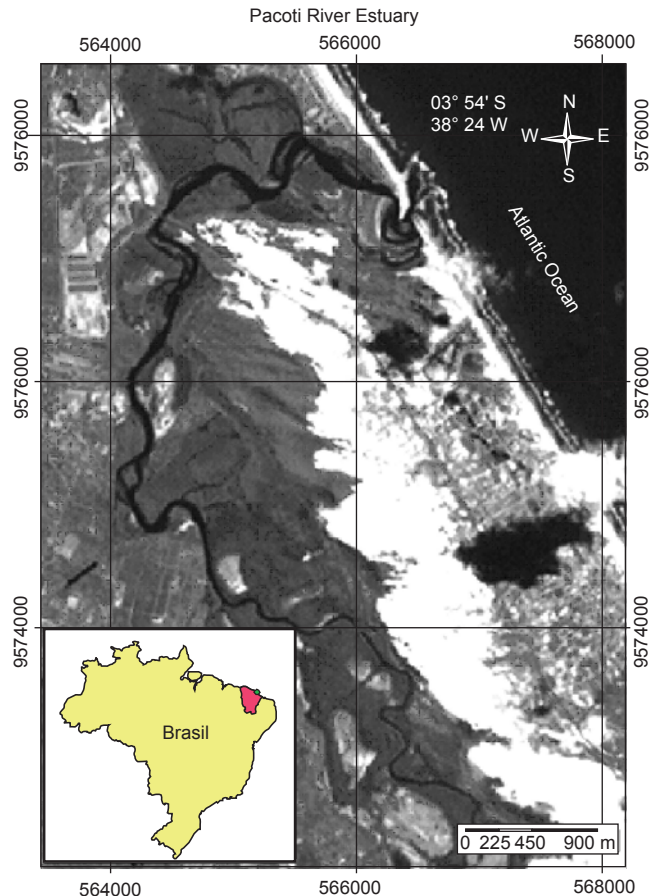 Pacoti River Estuary
564000 566000 568000
03° 54' S
38° 24 W
N
W E
S
9576000
Atlantic Ocean
9576000 9576000
9574000 9574000
Brasil
0 225 450 900 m
564000 566000 568000